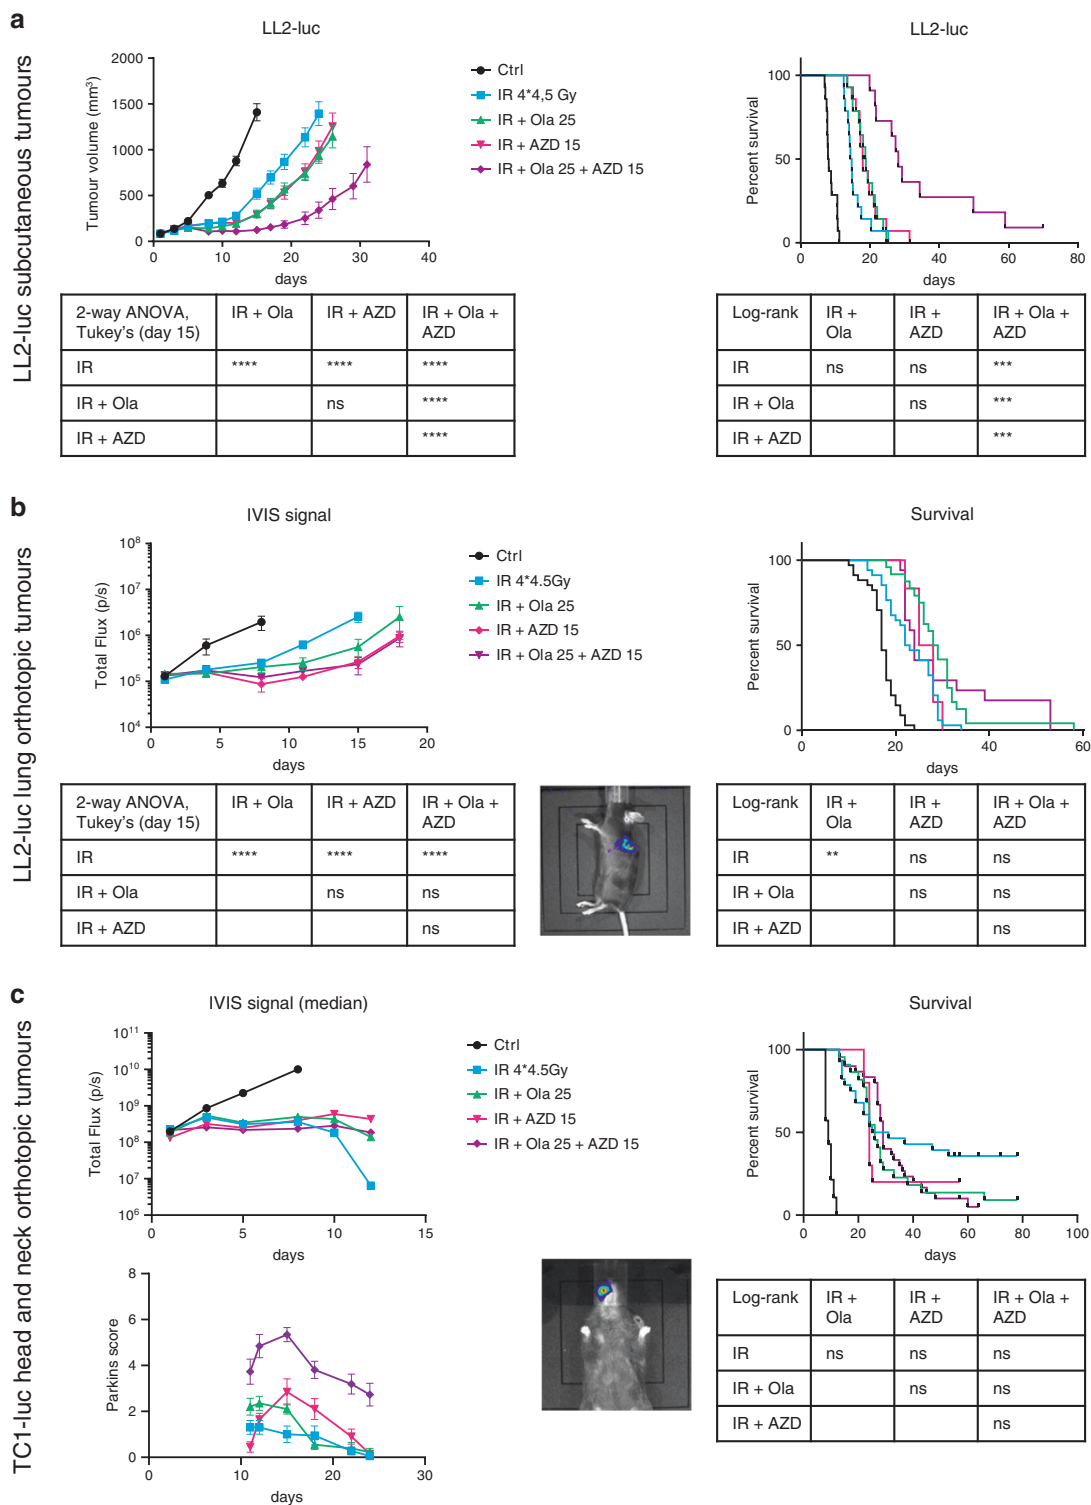 a
LL2-luc subcutaneous tumours
LL2-luc
Tumour volume (mm³)
2000
1500
1000
500
0
0
10
20
30
40
days
Ctrl
IR 4*4,5 Gy
IR + Ola 25
IR + AZD 15
IR + Ola 25 + AZD 15
LL2-luc
Percent survival
100
50
0
0
20
40
60
80
days
2-way ANOVA, Tukey's (day 15)
IR + Ola
IR + AZD
IR + Ola + AZD
IR
****
****
****
IR + Ola
ns
****
IR + AZD
****
Log-rank
IR + Ola
IR + AZD
IR + Ola + AZD
IR
ns
ns
***
IR + Ola
ns
***
IR + AZD
***
b
LL2-luc lung orthotopic tumours
IVIS signal
Total Flux (p/s)
10⁸
10⁷
10⁶
10⁵
10⁴
0
5
10
15
20
days
Ctrl
IR 4*4.5Gy
IR + Ola 25
IR + AZD 15
IR + Ola 25 + AZD 15
Survival
Percent survival
100
50
0
0
20
40
60
days
2-way ANOVA, Tukey's (day 15)
IR + Ola
IR + AZD
IR + Ola + AZD
IR
****
****
****
IR + Ola
ns
ns
IR + AZD
ns
Log-rank
IR + Ola
IR + AZD
IR + Ola + AZD
IR
**
ns
ns
IR + Ola
ns
ns
IR + AZD
ns
c
TC1-luc head and neck orthotopic tumours
IVIS signal (median)
Total Flux (p/s)
10¹¹
10¹⁰
10⁹
10⁸
10⁷
10⁶
0
5
10
15
days
Ctrl
IR 4*4.5Gy
IR + Ola 25
IR + AZD 15
IR + Ola 25 + AZD 15
Survival
Percent survival
100
50
0
0
20
40
60
80
100
days
Parkins score
8
6
4
2
0
0
10
20
30
days
Log-rank
IR + Ola
IR + AZD
IR + Ola + AZD
IR
ns
ns
ns
IR + Ola
ns
ns
IR + AZD
ns